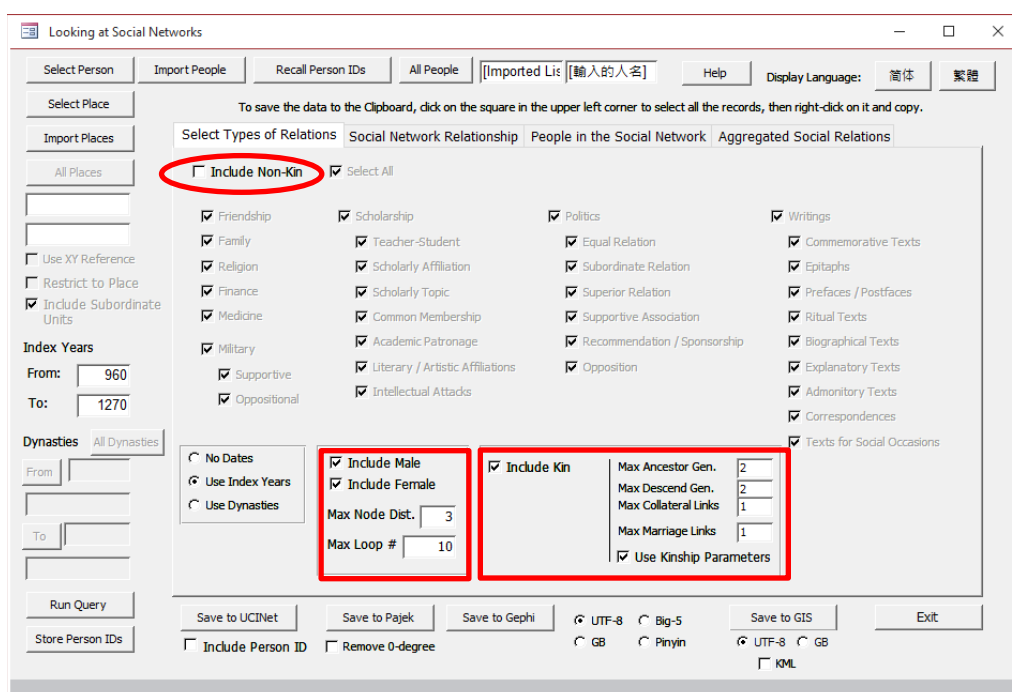 Looking at Social Networks
Select Person Import People Recall Person IDs All People [Imported Lis [輸入的人名] Help Display Language: 简体 繁體
Select Place
To save the data to the Clipboard, click on the square in the upper left corner to select all the records, then right-click on it and copy.
Import Places
Select Types of Relations Social Network Relationship People in the Social Network Aggregated Social Relations
All Places
Include Non-Kin Select All
Friendship Scholarship Politics Writings
Family Teacher-Student Equal Relation Commemorative Texts
Use XY Reference
Religion Scholarly Affiliation Subordinate Relation Epitaphs
Restrict to Place
Finance Scholarly Topic Superior Relation Prefaces / Postfaces
Include Subordinate
Units
Medicine Common Membership Supportive Association Ritual Texts
Index Years
Military Academic Patronage Recommendation / Sponsorship Biographical Texts
From: 960
Supportive Literary / Artistic Affiliations Opposition Explanatory Texts
To: 1270
Oppositional Intellectual Attacks Admonitory Texts
Correspondences
Dynasties All Dynasties
Texts for Social Occasions
From
To
No Dates
Use Index Years
Use Dynasties
Include Male
Include Female
Max Node Dist. 3
Max Loop # 10
Include Kin
Max Ancestor Gen. 2
Max Descend Gen. 2
Max Collateral Links 1
Max Marriage Links 1
Use Kinship Parameters
Run Query
Store Person IDs
Save to UCINet Save to Pajek Save to Gephi UTF-8 Big-5 Save to GIS Exit
Include Person ID Remove 0-degree GB Pinyin UTF-8 GB
KML